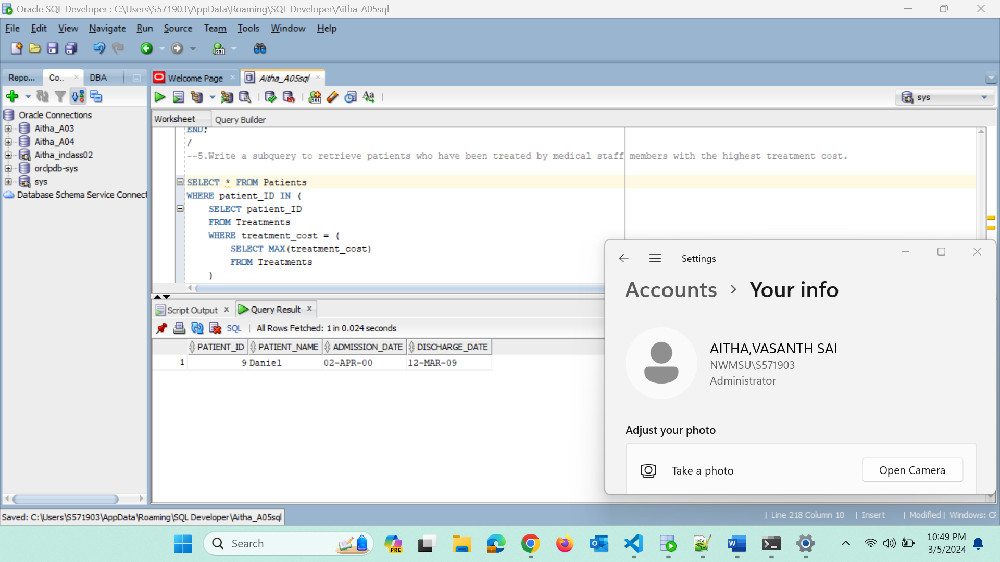 Oracle SQL Developer : C:\Users\S571903\AppData\Roaming\SQL Developer\Aitha_A05sql
File Edit View Navigate Run Source Team Tools Window Help
Repo... Co.. DBA
Welcome Page Aitha_A05sql
sys
Worksheet Query Builder
Oracle Connections
Aitha_A03
Aitha_A04
Aitha_inclass02
orclpdb-sys
sys
Database Schema Service Connect
END;
/
--5.Write a subquery to retrieve patients who have been treated by medical staff members with the highest treatment cost.
SELECT * FROM Patients
WHERE patient_ID IN (
SELECT patient_ID
FROM Treatments
WHERE treatment_cost = (
SELECT MAX(treatment_cost)
FROM Treatments
)
Script Output Query Result
SQL | All Rows Fetched: 1 in 0.024 seconds
PATIENT_ID PATIENT_NAME ADMISSION_DATE DISCHARGE_DATE
1 9 Daniel 02-APR-00 12-MAR-09
Settings
Accounts > Your info
AITHA,VASANTH SAI
NWMSU\S571903
Administrator
Adjust your photo
Take a photo Open Camera
Saved: C:\Users\S571903\AppData\Roaming\SQL Developer\Aitha_A05sql
| Line 218 Column 10 | Insert | Modified | Windows: CF
Search
PRE
10:49 PM
3/5/2024